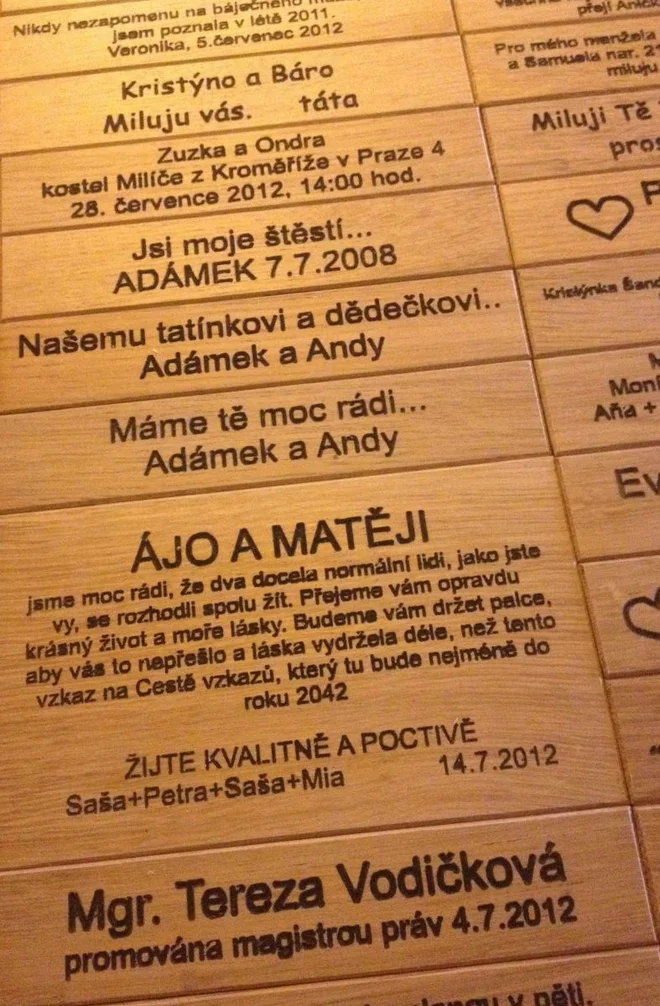 Nikdy nezapomenu na báječného
jsem poznala v létě 2011.
Veronika, 5.červenec 2012
Kristýno a Báro
Miluju vás. táta
Zuzka a Ondra
kostel Milíče z Kroměříže v Praze 4
28. července 2012, 14:00 hod.
Jsi moje štěstí...
ADÁMEK 7.7.2008
Našemu tatínkovi a dědečkovi..
Adámek a Andy
Máme tě moc rádi...
Adámek a Andy
ÁJO A MATĚJI
jsme moc rádi, že dva docela normální lidi, jako jste
vy, se rozhodli spolu žít. Přejeme vám opravdu
krásný život a moře lásky. Budeme vám držet palce,
aby vás to nepřešlo a láska vydržela déle, než tento
vzkaz na Cestě vzkazů, který tu bude nejméně do
roku 2042
ŽIJTE KVALITNĚ A POCTIVĚ
Saša+Petra+Saša+Mia 14.7.2012
Mgr. Tereza Vodičková
promována magistrou práv 4.7.2012
v pěti
přejí
Pro mého manžela
a Samuela nar.
miluju
Miluji Tě
Kristýnka
Aňa +